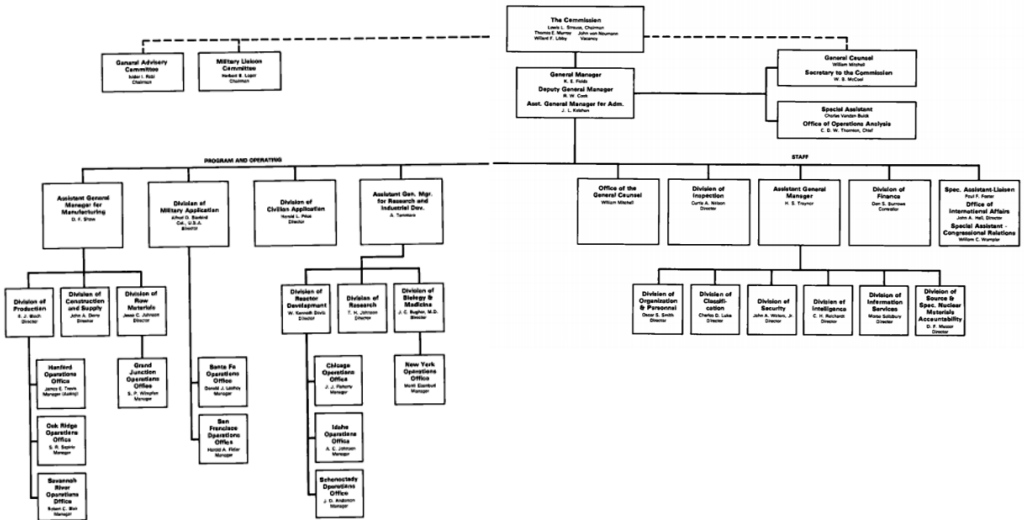 The Commission
Lewis L. Strauss, Chairman
Thomas E. Murray John von Neumann
Willard F. Libby Vacancy
General Advisory
Committee
Isidor I. Rabi
Chairman
Military Liaison
Committee
Herbert B. Loper
Chairman
General Manager
K. E. Fields
Deputy General Manager
R. W. Cook
Asst. General Manager for Adm.
General Counsel
William Mitchell
Secretary to the Commission
W. B. McCool
Special Assistant
Charles Vanden Bulck
Office of Operations Analysis
C. D. W. Thornton, Chief
PROGRAM AND OPERATING
STAFF
Assistant General
Manager for
Manufacturing
D. F. Shaw
Division of
Military Application
Director
Division of
Civilian Application
Harold L. Price
Director
Assistant Gen. Mgr.
for Research and
Industrial Dev.
A. Tammaro
Office of the
General Counsel
William Mitchell
Division of
Inspection
Curtis A. Nelson
Director
Assistant General
Manager
H. S. Traynor
Division of
Finance
Don S. Burrows
Controller
Spec. Assistant-Liaison
Paul F. Foster
Office of
International Affairs
John A. Hall, Director
Special Assistant -
Congressional Relations
Division of
Production
E. J. Bloch
Director
Division of
Construction
and Supply
John A. Derry
Director
Division of
Raw
Materials
Jesse C. Johnson
Director
Division of
Reactor
Development
W. Kenneth Davis
Director
Division of
Research
T. H. Johnson
Director
Division of
Biology &
Medicine
J. C. Bugher, M.D.
Director
Division of
Organization
& Personnel
Oscar S. Smith
Director
Division of
Classifi-
cation
Charles D. Luke
Director
Division of
Security
John A. Waters, Jr.
Director
Division of
Intelligence
C. H. Reichardt
Director
Division of
Information
Services
Morse Salisbury
Director
Division of
Source &
Spec. Nuclear
Materials
Accountability
D. F. Musser
Director
Hanford
Operations
Office
James E. Travis
Manager (Acting)
Grand
Junction
Operations
Office
Manager
Santa Fe
Operations
Office
Donald J. Leehey
Manager
Chicago
Operations
Office
J. J. Flaherty
Manager
New York
Operations
Office
Merril Eisenbud
Manager
Oak Ridge
Operations
Office
S. R. Sapirie
Manager
San
Francisco
Operations
Office
Harold A. Fidler
Manager
Idaho
Operations
Office
Manager
Savannah
River
Operations
Office
Robert C. Blair
Manager
Schenectady
Operations
Office
J. D. Anderson
Manager